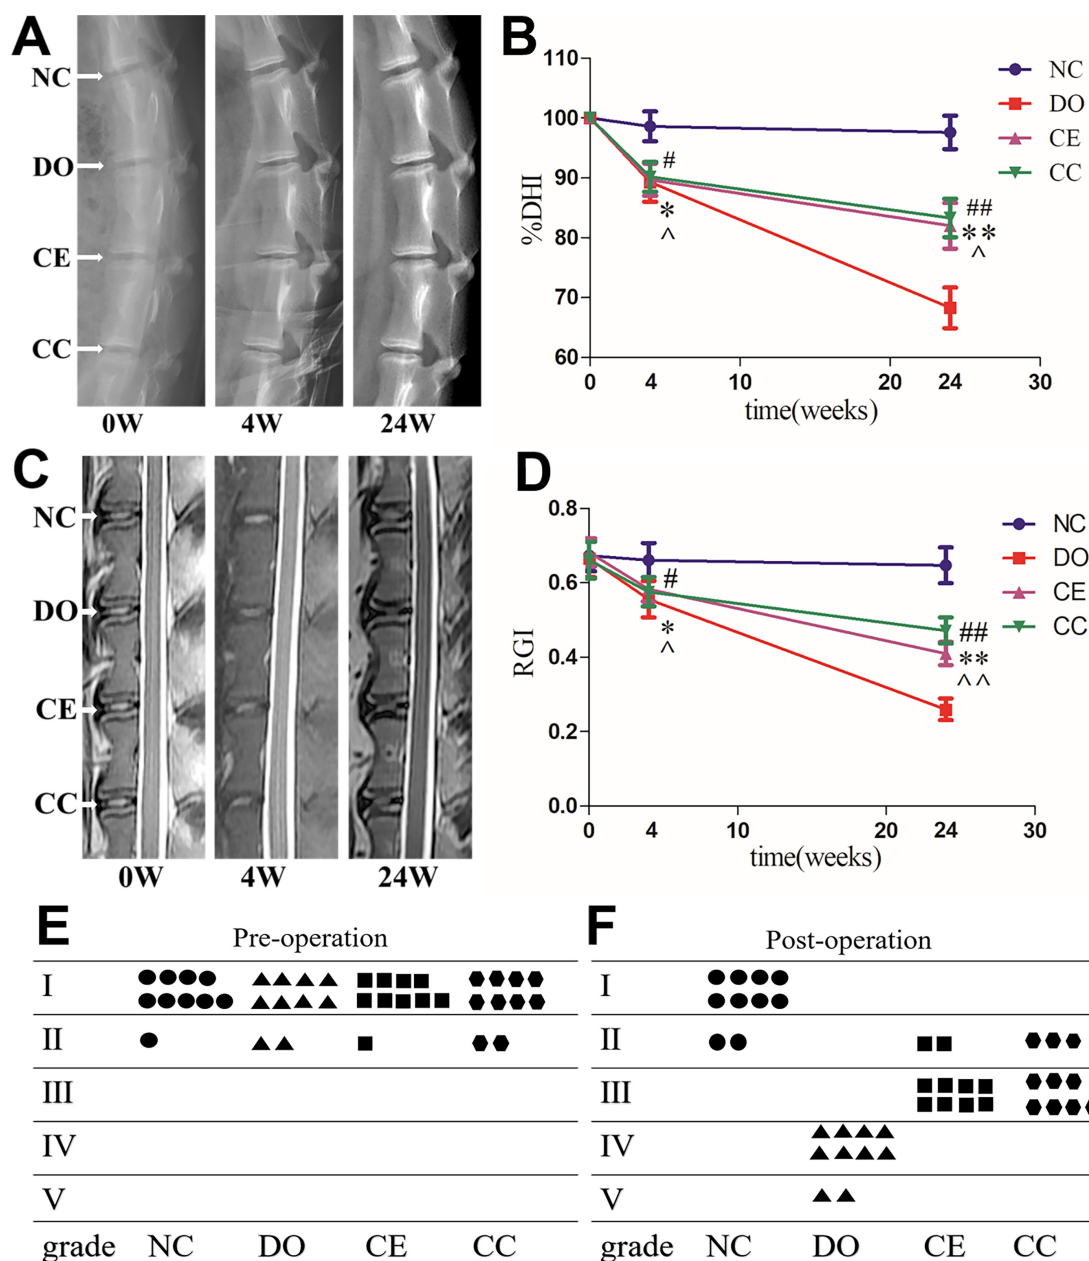 A
NC
DO
CE
CC
0W 4W 24W
B
%DHI
110
100
90
80
70
60
0 4 10 20 24 30
time(weeks)
#
*
^
##
**
^
NC
DO
CE
CC
C
NC
DO
CE
CC
0W 4W 24W
D
RGI
0.8
0.6
0.4
0.2
0.0
0 4 10 20 24 30
time(weeks)
#
*
^
##
**
^^
NC
DO
CE
CC
E
Pre-operation
I
II
III
IV
V
grade NC DO CE CC
F
Post-operation
I
II
III
IV
V
grade NC DO CE CC